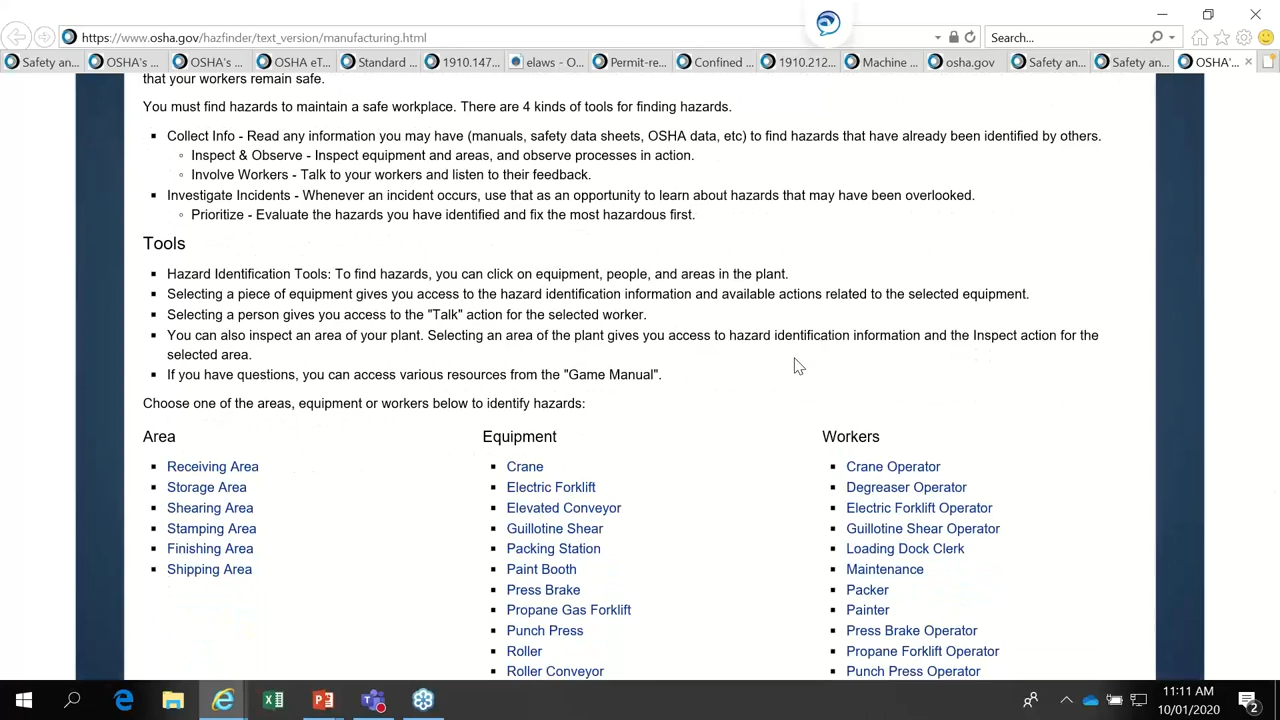 https://www.osha.gov/hazfinder/text_version/manufacturing.html
Search...
Safety an...
OSHA's ...
OSHA's ...
OSHA eT...
Standard ...
1910.147...
elaws - O...
Permit-re...
Confined ...
1910.212...
Machine ...
osha.gov
Safety an...
Safety an...
OSHA'...
that your workers remain safe.
You must find hazards to maintain a safe workplace. There are 4 kinds of tools for finding hazards.
Collect Info - Read any information you may have (manuals, safety data sheets, OSHA data, etc) to find hazards that have already been identified by others.
Inspect & Observe - Inspect equipment and areas, and observe processes in action.
Involve Workers - Talk to your workers and listen to their feedback.
Investigate Incidents - Whenever an incident occurs, use that as an opportunity to learn about hazards that may have been overlooked.
Prioritize - Evaluate the hazards you have identified and fix the most hazardous first.
Tools
Hazard Identification Tools: To find hazards, you can click on equipment, people, and areas in the plant.
Selecting a piece of equipment gives you access to the hazard identification information and available actions related to the selected equipment.
Selecting a person gives you access to the "Talk" action for the selected worker.
You can also inspect an area of your plant. Selecting an area of the plant gives you access to hazard identification information and the Inspect action for the
selected area.
If you have questions, you can access various resources from the "Game Manual".
Choose one of the areas, equipment or workers below to identify hazards:
Area
Receiving Area
Storage Area
Shearing Area
Stamping Area
Finishing Area
Shipping Area
Equipment
Crane
Electric Forklift
Elevated Conveyor
Guillotine Shear
Packing Station
Paint Booth
Press Brake
Propane Gas Forklift
Punch Press
Roller
Roller Conveyor
Workers
Crane Operator
Degreaser Operator
Electric Forklift Operator
Guillotine Shear Operator
Loading Dock Clerk
Maintenance
Packer
Painter
Press Brake Operator
Propane Forklift Operator
Punch Press Operator
11:11 AM
10/01/2020
2